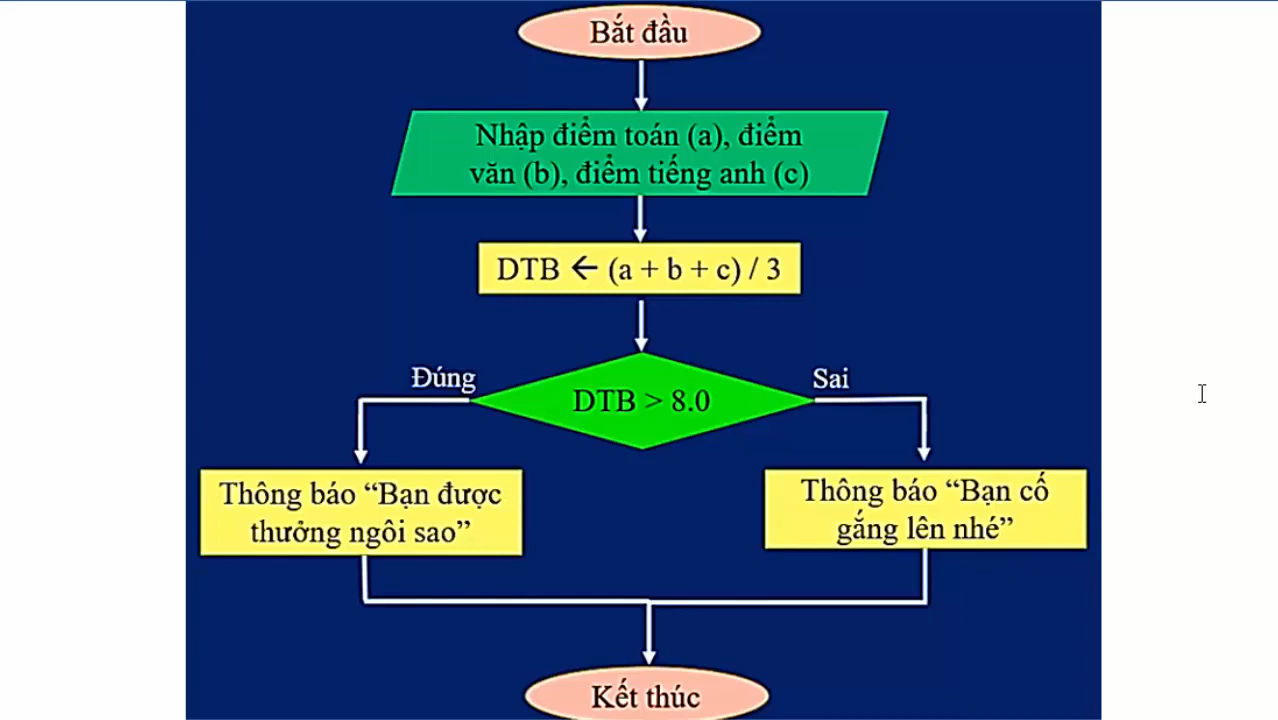 Bắt đầu
Nhập điểm toán (a), điểm
văn (b), điểm tiếng anh (c)
DTB ← (a + b + c) / 3
DTB > 8.0
Đúng
Sai
Thông báo “Bạn được
thưởng ngôi sao”
Thông báo “Bạn cố
gắng lên nhé”
Kết thúc